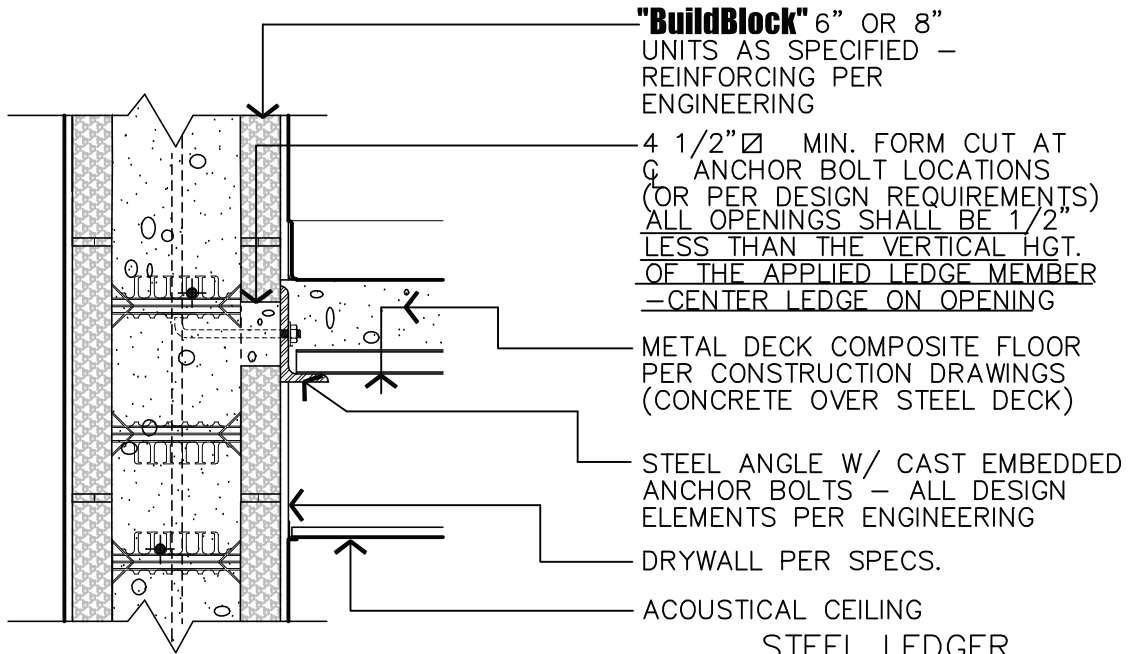 "BuildBlock" 6” OR 8”
UNITS AS SPECIFIED –
REINFORCING PER
ENGINEERING
4 1/2”⍁ MIN. FORM CUT AT
℄ ANCHOR BOLT LOCATIONS
(OR PER DESIGN REQUIREMENTS)
ALL OPENINGS SHALL BE 1/2”
LESS THAN THE VERTICAL HGT.
OF THE APPLIED LEDGE MEMBER
–CENTER LEDGE ON OPENING
METAL DECK COMPOSITE FLOOR
PER CONSTRUCTION DRAWINGS
(CONCRETE OVER STEEL DECK)
STEEL ANGLE W/ CAST EMBEDDED
ANCHOR BOLTS – ALL DESIGN
ELEMENTS PER ENGINEERING
DRYWALL PER SPECS.
ACOUSTICAL CEILING
STEEL LEDGER